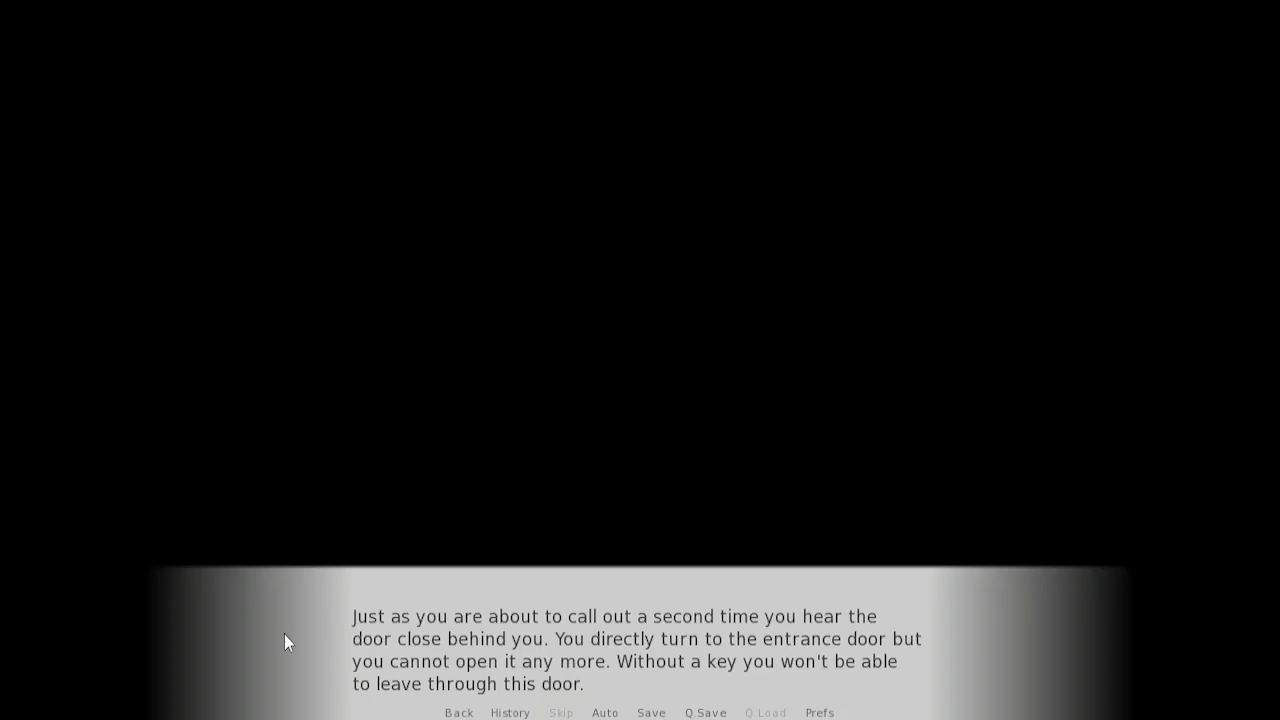 Just as you are about to call out a second time you hear the
door close behind you. You directly turn to the entrance door but
you cannot open it any more. Without a key you won't be able
to leave through this door.
Back History Skip Auto Save Q.Save Q.Load Prefs